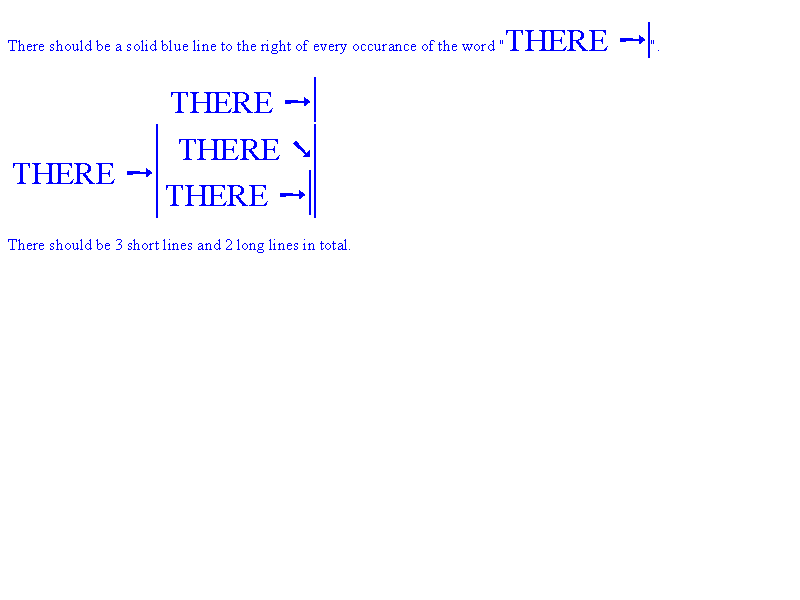 There should be a solid blue line to the right of every occurance of the word "THERE →".
THERE →
THERE ↘
THERE →
THERE →
There should be 3 short lines and 2 long lines in total.